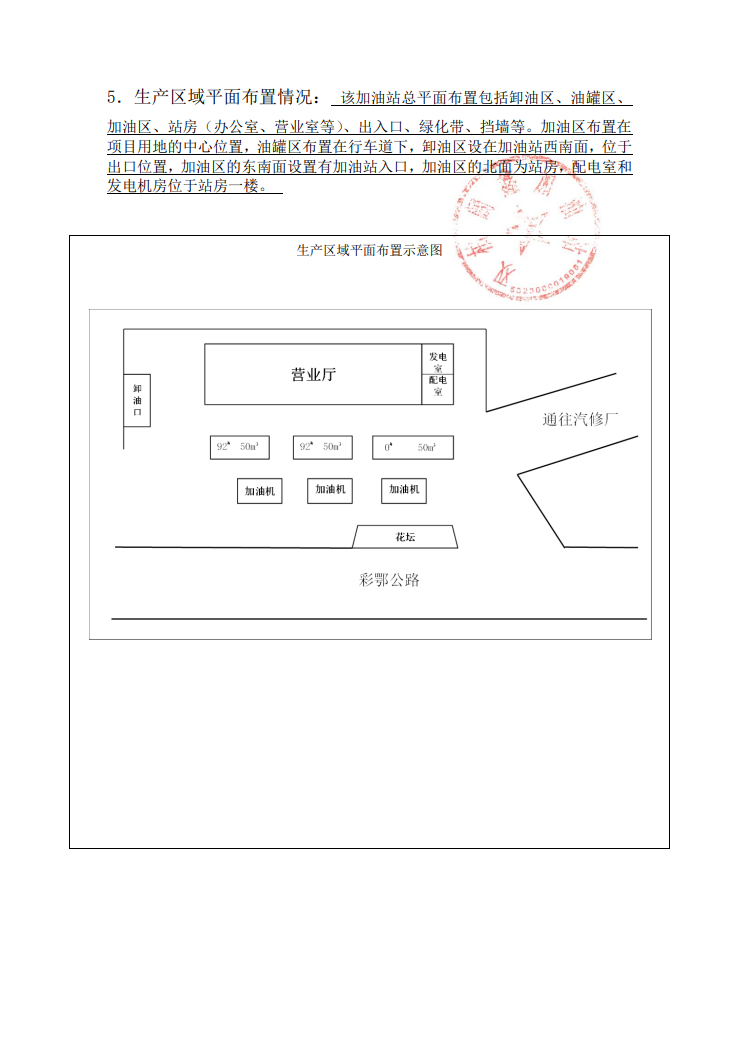 5．生产区域平面布置情况： 该加油站总平面布置包括卸油区、油罐区、
加油区、站房（办公室、营业室等）、出入口、绿化带、挡墙等。加油区布置在
项目用地的中心位置，油罐区布置在行车道下，卸油区设在加油站西南面，位于
出口位置，加油区的东南面设置有加油站入口，加油区的北面为站房，配电室和
发电机房位于站房一楼。
生产区域平面布置示意图
营业厅
发电
室
配电
室
卸
油
口
通往汽修厂
92# 50m³
92# 50m³
0# 50m³
加油机
加油机
加油机
花坛
彩鄂公路